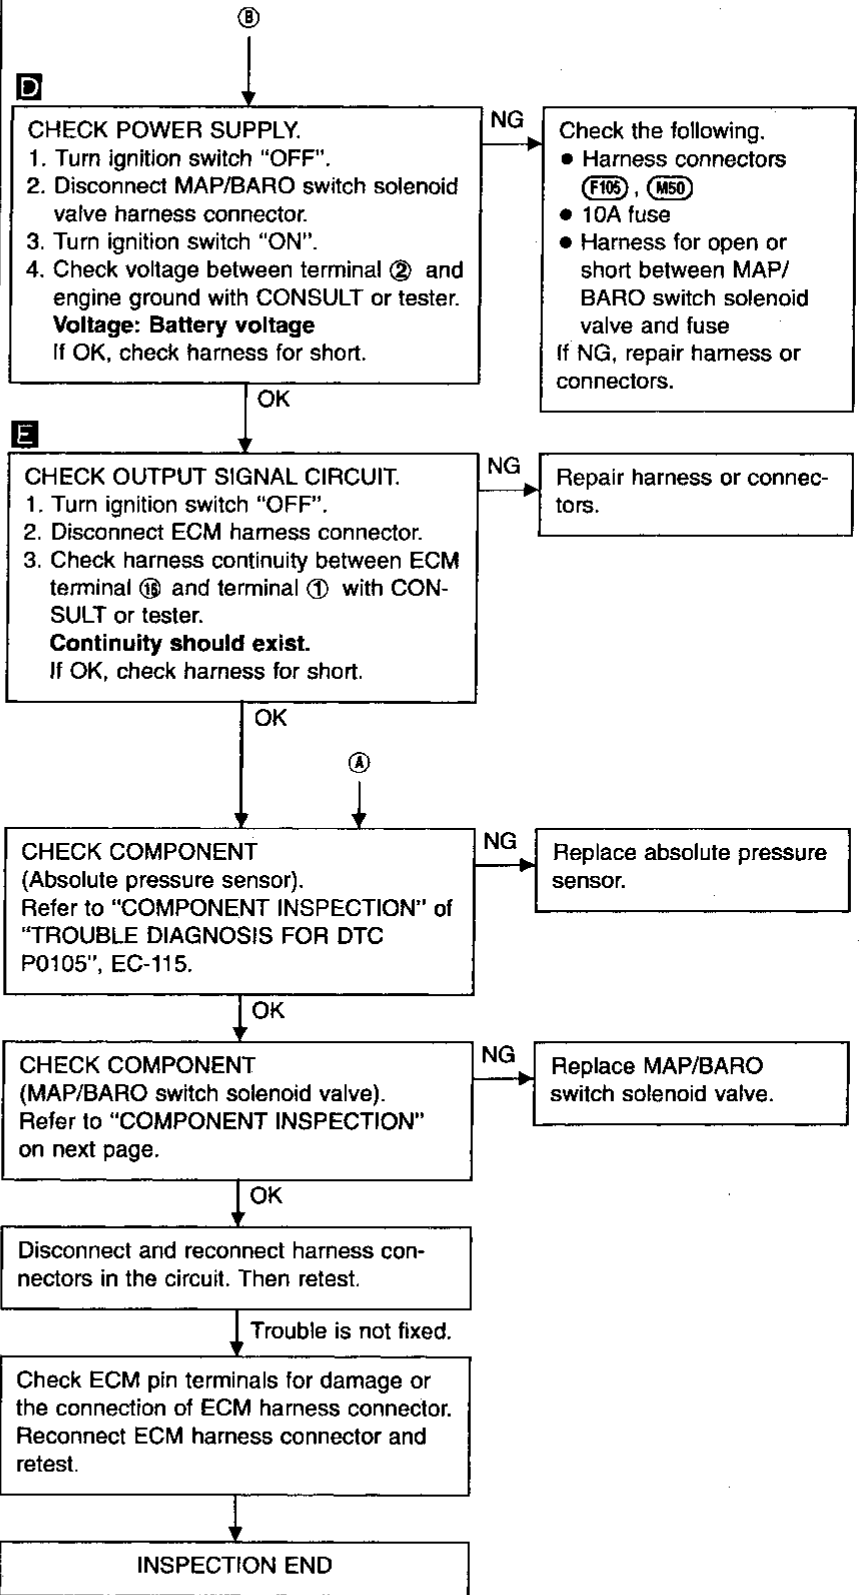 Ⓑ
D
CHECK POWER SUPPLY.
1. Turn ignition switch “OFF”.
2. Disconnect MAP/BARO switch solenoid
valve harness connector.
3. Turn ignition switch “ON”.
4. Check voltage between terminal ② and
engine ground with CONSULT or tester.
Voltage: Battery voltage
If OK, check harness for short.
NG
Check the following.
● Harness connectors
F105 , M50
● 10A fuse
● Harness for open or
short between MAP/
BARO switch solenoid
valve and fuse
If NG, repair harness or
connectors.
OK
E
CHECK OUTPUT SIGNAL CIRCUIT.
1. Turn ignition switch “OFF”.
2. Disconnect ECM harness connector.
3. Check harness continuity between ECM
terminal ⑯ and terminal ① with CON-
SULT or tester.
Continuity should exist.
If OK, check harness for short.
NG
Repair harness or connec-
tors.
OK
Ⓐ
CHECK COMPONENT
(Absolute pressure sensor).
Refer to “COMPONENT INSPECTION” of
“TROUBLE DIAGNOSIS FOR DTC
P0105”, EC-115.
NG
Replace absolute pressure
sensor.
OK
CHECK COMPONENT
(MAP/BARO switch solenoid valve).
Refer to “COMPONENT INSPECTION”
on next page.
NG
Replace MAP/BARO
switch solenoid valve.
OK
Disconnect and reconnect harness con-
nectors in the circuit. Then retest.
Trouble is not fixed.
Check ECM pin terminals for damage or
the connection of ECM harness connector.
Reconnect ECM harness connector and
retest.
INSPECTION END